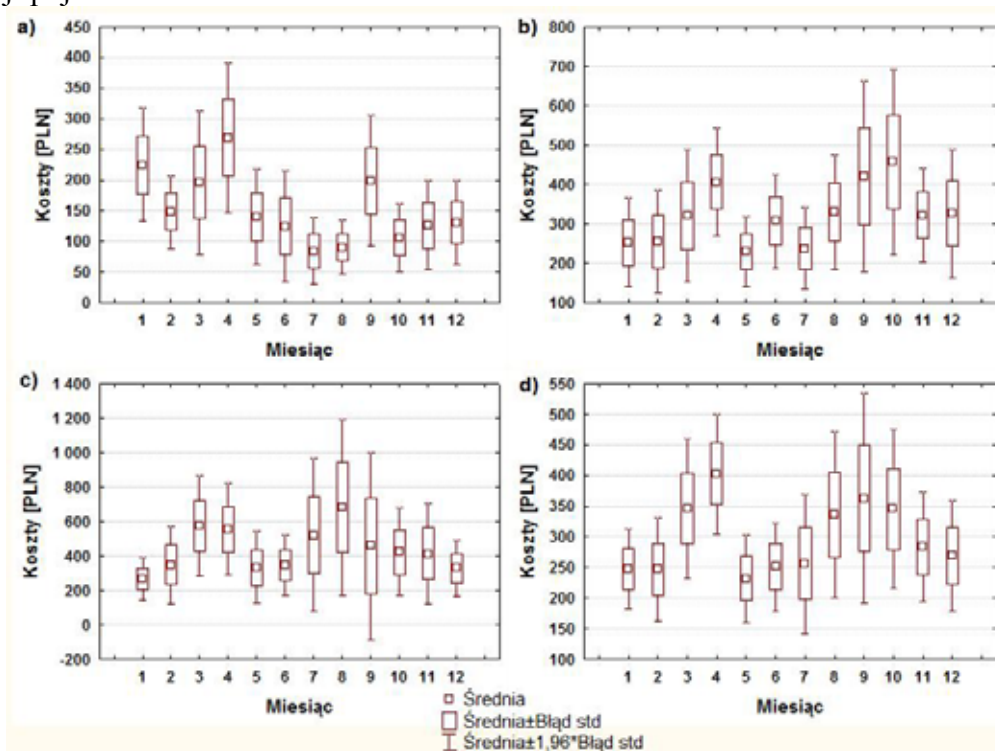 a)
450
400
350
300
250
200
150
100
50
0
Koszty [PLN]
1 2 3 4 5 6 7 8 9 10 11 12
Miesiąc
b)
800
700
600
500
400
300
200
100
Koszty [PLN]
1 2 3 4 5 6 7 8 9 10 11 12
Miesiąc
c)
1 400
1 200
1 000
800
600
400
200
0
-200
Koszty [PLN]
1 2 3 4 5 6 7 8 9 10 11 12
Miesiąc
d)
550
500
450
400
350
300
250
200
150
100
Koszty [PLN]
1 2 3 4 5 6 7 8 9 10 11 12
Miesiąc
Średnia
Średnia±Błąd std
Średnia±1,96*Błąd std